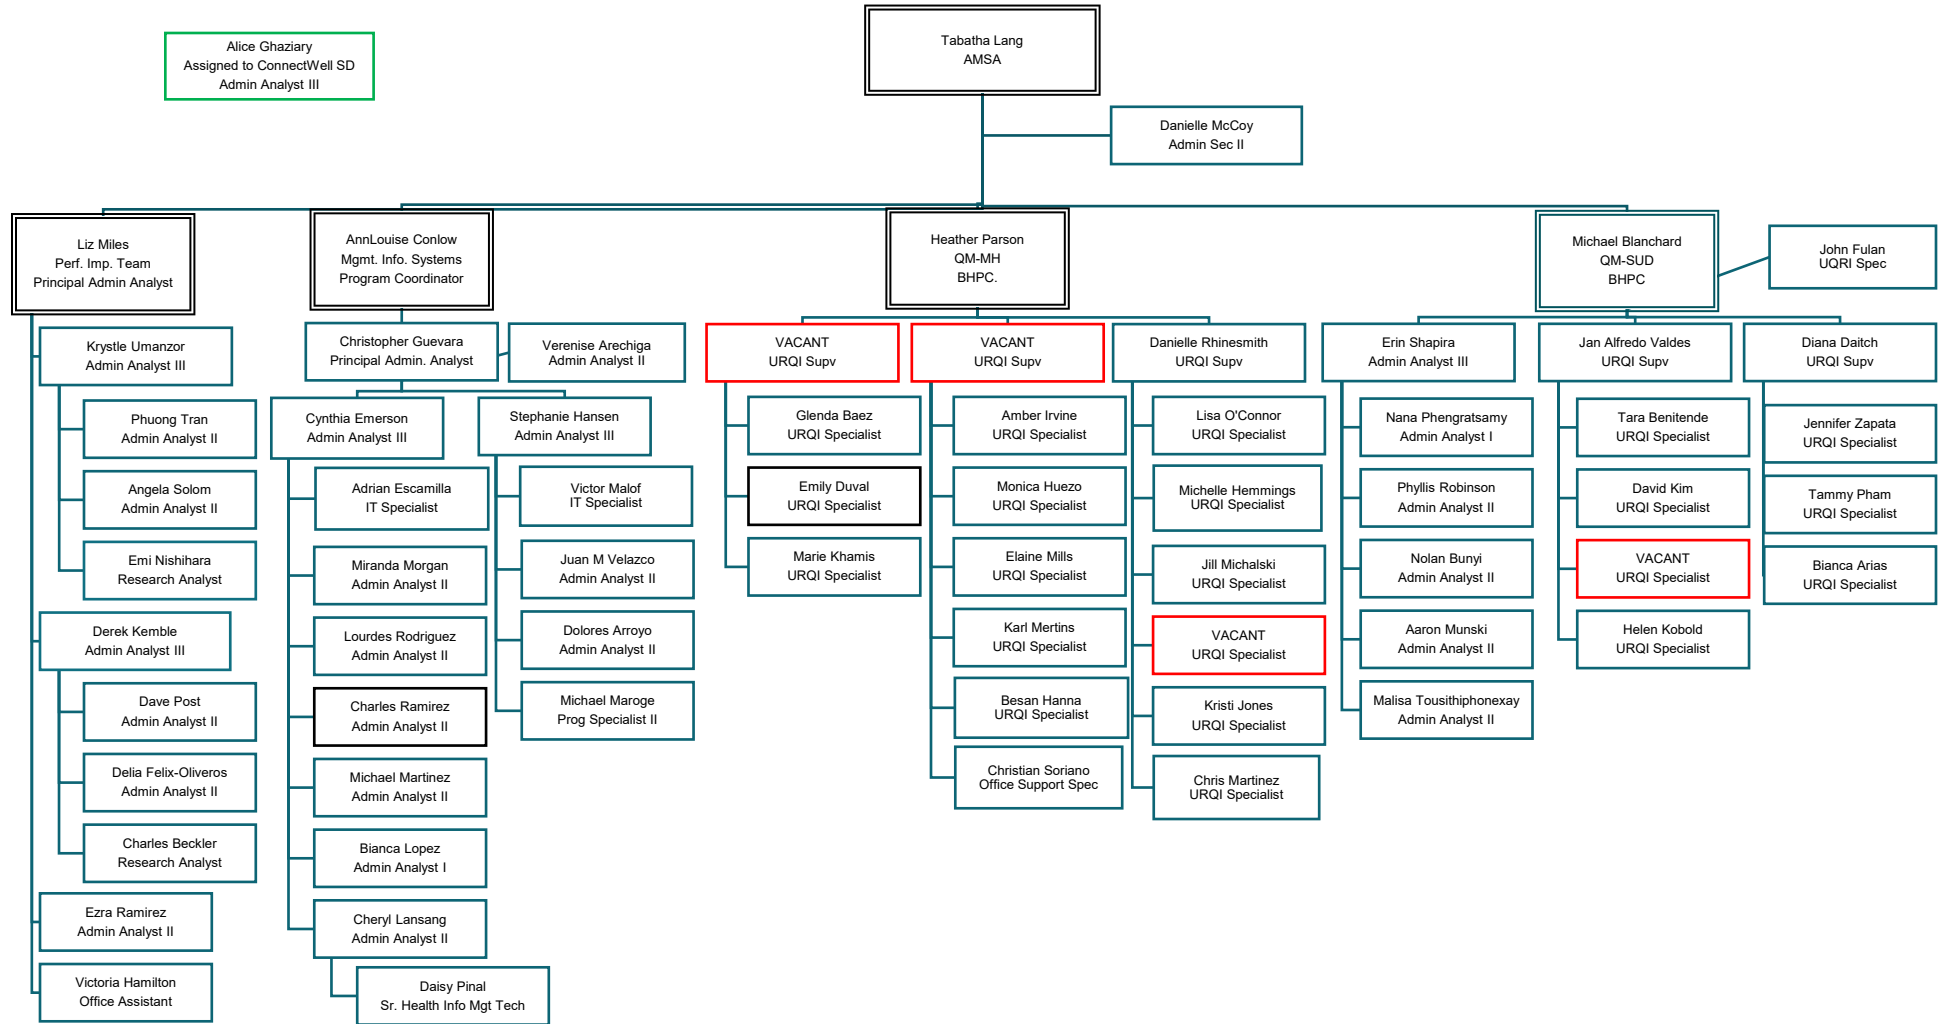 Alice Ghaziary
Assigned to ConnectWell SD
Admin Analyst III
Tabatha Lang
AMSA
Danielle McCoy
Admin Sec II
Liz Miles
Perf. Imp. Team
Principal Admin Analyst
AnnLouise Conlow
Mgmt. Info. Systems
Program Coordinator
Heather Parson
QM-MH
BHPC.
Michael Blanchard
QM-SUD
BHPC
John Fulan
UQRI Spec
Krystle Umanzor
Admin Analyst III
Phuong Tran
Admin Analyst II
Angela Solom
Admin Analyst II
Emi Nishihara
Research Analyst
Derek Kemble
Admin Analyst III
Dave Post
Admin Analyst II
Delia Felix-Oliveros
Admin Analyst II
Charles Beckler
Research Analyst
Ezra Ramirez
Admin Analyst II
Victoria Hamilton
Office Assistant
Christopher Guevara
Principal Admin. Analyst
Verenise Arechiga
Admin Analyst II
Cynthia Emerson
Admin Analyst III
Adrian Escamilla
IT Specialist
Miranda Morgan
Admin Analyst II
Lourdes Rodriguez
Admin Analyst II
Charles Ramirez
Admin Analyst II
Michael Martinez
Admin Analyst II
Bianca Lopez
Admin Analyst I
Cheryl Lansang
Admin Analyst II
Daisy Pinal
Sr. Health Info Mgt Tech
Stephanie Hansen
Admin Analyst III
Victor Malof
IT Specialist
Juan M Velazco
Admin Analyst II
Dolores Arroyo
Admin Analyst II
Michael Maroge
Prog Specialist II
VACANT
URQI Supv
Glenda Baez
URQI Specialist
Emily Duval
URQI Specialist
Marie Khamis
URQI Specialist
VACANT
URQI Supv
Amber Irvine
URQI Specialist
Monica Huezo
URQI Specialist
Elaine Mills
URQI Specialist
Karl Mertins
URQI Specialist
Besan Hanna
URQI Specialist
Christian Soriano
Office Support Spec
Danielle Rhinesmith
URQI Supv
Lisa O'Connor
URQI Specialist
Michelle Hemmings
URQI Specialist
Jill Michalski
URQI Specialist
VACANT
URQI Specialist
Kristi Jones
URQI Specialist
Chris Martinez
URQI Specialist
Erin Shapira
Admin Analyst III
Nana Phengratsamy
Admin Analyst I
Phyllis Robinson
Admin Analyst II
Nolan Bunyi
Admin Analyst II
Aaron Munski
Admin Analyst II
Malisa Tousithiphonexay
Admin Analyst II
Jan Alfredo Valdes
URQI Supv
Tara Benitende
URQI Specialist
David Kim
URQI Specialist
VACANT
URQI Specialist
Helen Kobold
URQI Specialist
Diana Daitch
URQI Supv
Jennifer Zapata
URQI Specialist
Tammy Pham
URQI Specialist
Bianca Arias
URQI Specialist